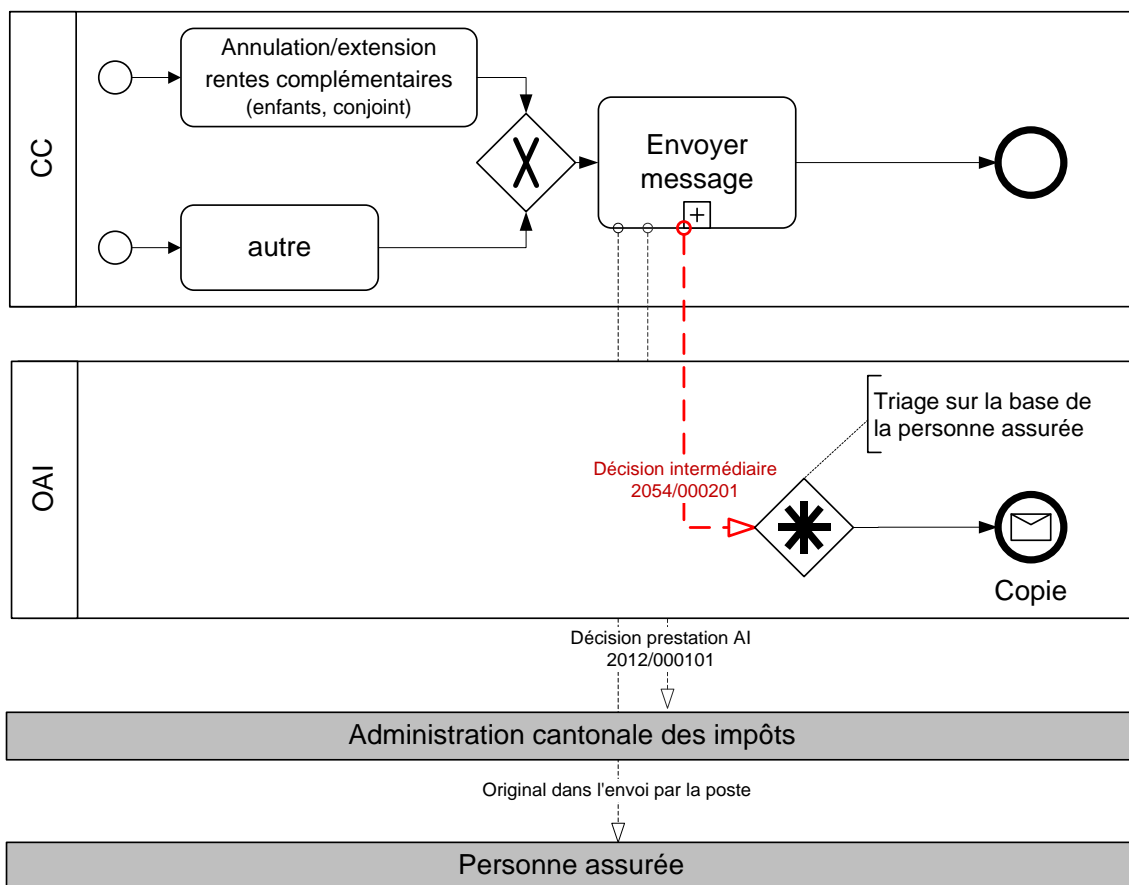 CC
Annulation/extension
rentes complémentaires
(enfants, conjoint)
autre
Envoyer
message
OAI
Triage sur la base de
la personne assurée
Décision intermédiaire
2054/000201
Copie
Décision prestation AI
2012/000101
Administration cantonale des impôts
Original dans l'envoi par la poste
Personne assurée